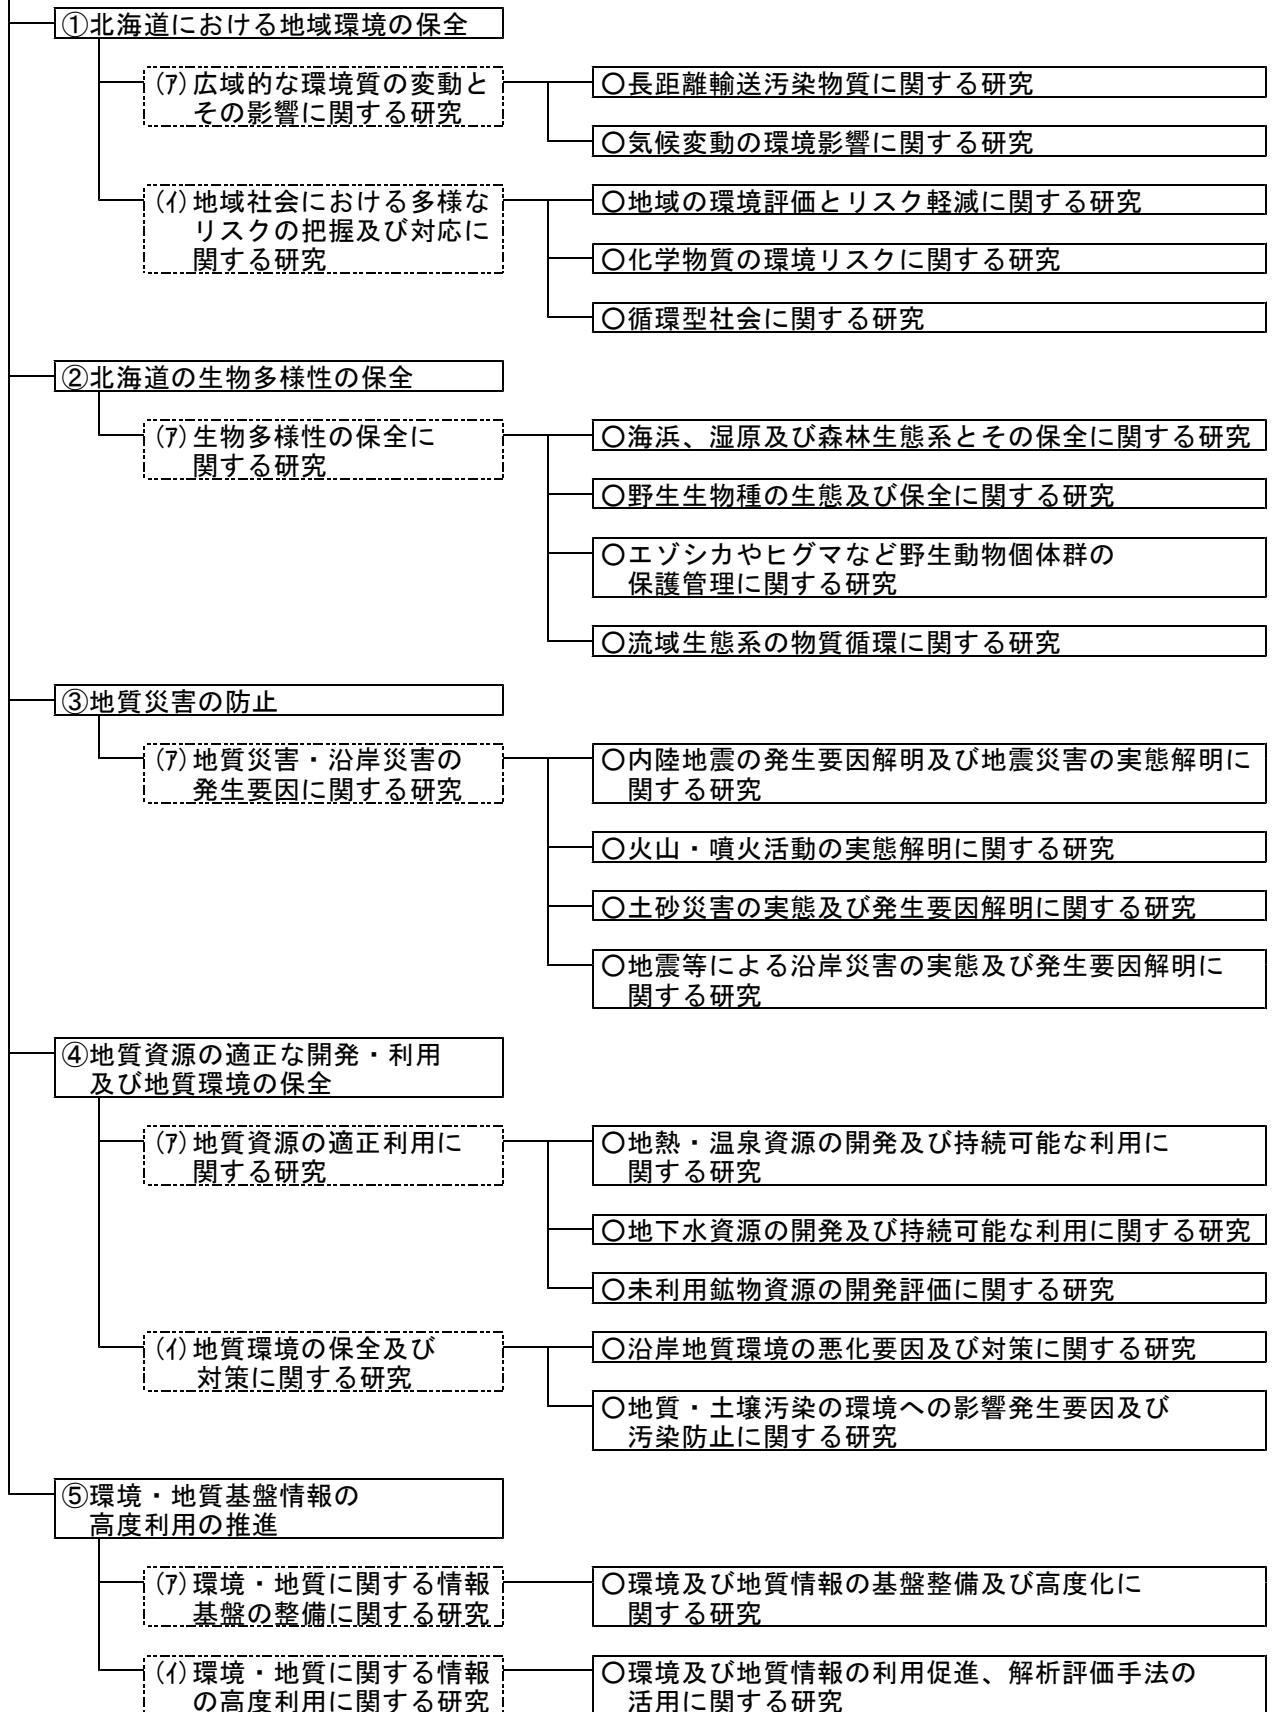 ①北海道における地域環境の保全
(ｱ)広域的な環境質の変動と
その影響に関する研究
○長距離輸送汚染物質に関する研究
○気候変動の環境影響に関する研究
(ｲ)地域社会における多様な
リスクの把握及び対応に
関する研究
○地域の環境評価とリスク軽減に関する研究
○化学物質の環境リスクに関する研究
○循環型社会に関する研究
②北海道の生物多様性の保全
(ｱ)生物多様性の保全に
関する研究
○海浜、湿原及び森林生態系とその保全に関する研究
○野生生物種の生態及び保全に関する研究
○エゾシカやヒグマなど野生動物個体群の
保護管理に関する研究
○流域生態系の物質循環に関する研究
③地質災害の防止
(ｱ)地質災害・沿岸災害の
発生要因に関する研究
○内陸地震の発生要因解明及び地震災害の実態解明に
関する研究
○火山・噴火活動の実態解明に関する研究
○土砂災害の実態及び発生要因解明に関する研究
○地震等による沿岸災害の実態及び発生要因解明に
関する研究
④地質資源の適正な開発・利用
及び地質環境の保全
(ｱ)地質資源の適正利用に
関する研究
○地熱・温泉資源の開発及び持続可能な利用に
関する研究
○地下水資源の開発及び持続可能な利用に関する研究
○未利用鉱物資源の開発評価に関する研究
(ｲ)地質環境の保全及び
対策に関する研究
○沿岸地質環境の悪化要因及び対策に関する研究
○地質・土壌汚染の環境への影響発生要因及び
汚染防止に関する研究
⑤環境・地質基盤情報の
高度利用の推進
(ｱ)環境・地質に関する情報
基盤の整備に関する研究
○環境及び地質情報の基盤整備及び高度化に
関する研究
(ｲ)環境・地質に関する情報
の高度利用に関する研究
○環境及び地質情報の利用促進、解析評価手法の
活用に関する研究